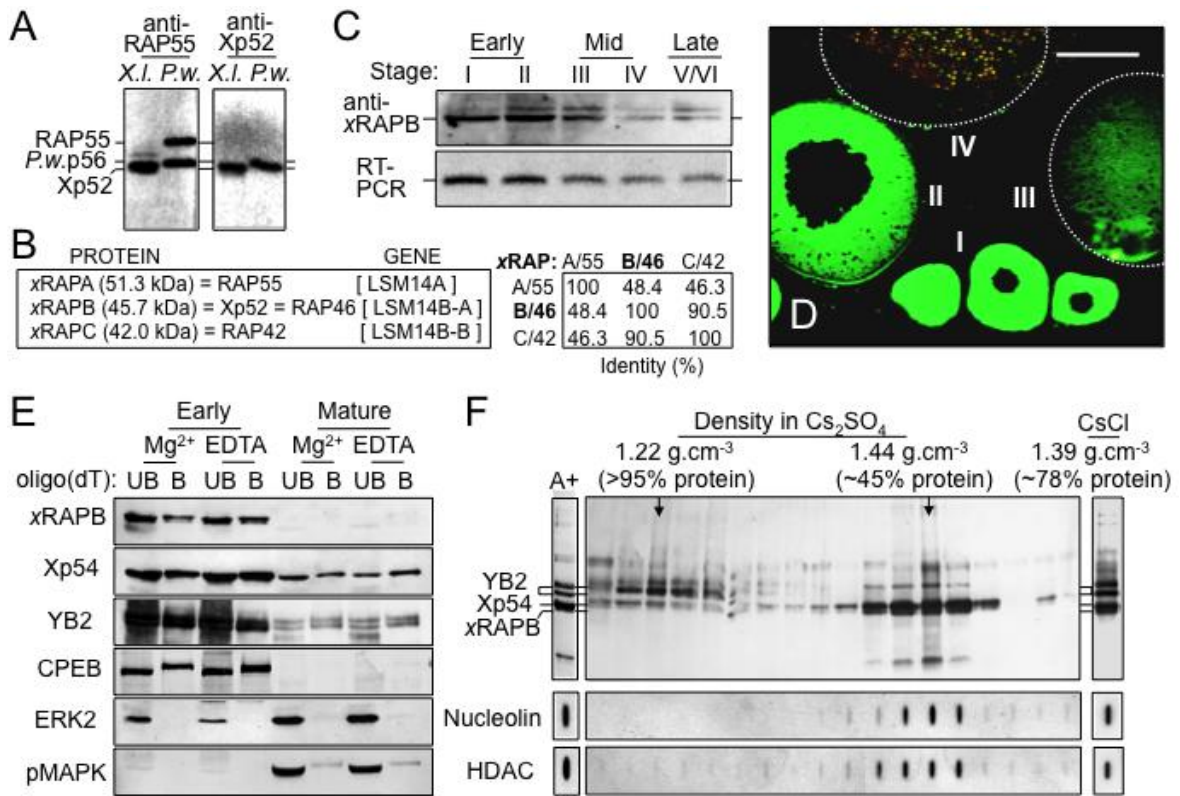 A
anti-
RAP55
anti-
Xp52
X.l. P.w. X.l. P.w.
RAP55
P.w.p56
Xp52
C
Early Mid Late
Stage: I II III IV V/VI
anti-
xRAPB
RT-
PCR
IV
II
III
I
D
B
PROTEIN GENE
xRAPA (51.3 kDa) = RAP55 [ LSM14A ]
xRAPB (45.7 kDa) = Xp52 = RAP46 [ LSM14B-A ]
xRAPC (42.0 kDa) = RAP42 [ LSM14B-B ]
xRAP: A/55 B/46 C/42
A/55 100 48.4 46.3
B/46 48.4 100 90.5
C/42 46.3 90.5 100
Identity (%)
E
Early Mature
Mg2+ EDTA Mg2+ EDTA
oligo(dT): UB B UB B UB B UB B
xRAPB
Xp54
YB2
CPEB
ERK2
pMAPK
F
Density in Cs2SO4 CsCl
1.22 g.cm-3 1.44 g.cm-3 1.39 g.cm-3
A+ (>95% protein) (~45% protein) (~78% protein)
YB2
Xp54
xRAPB
Nucleolin
HDAC